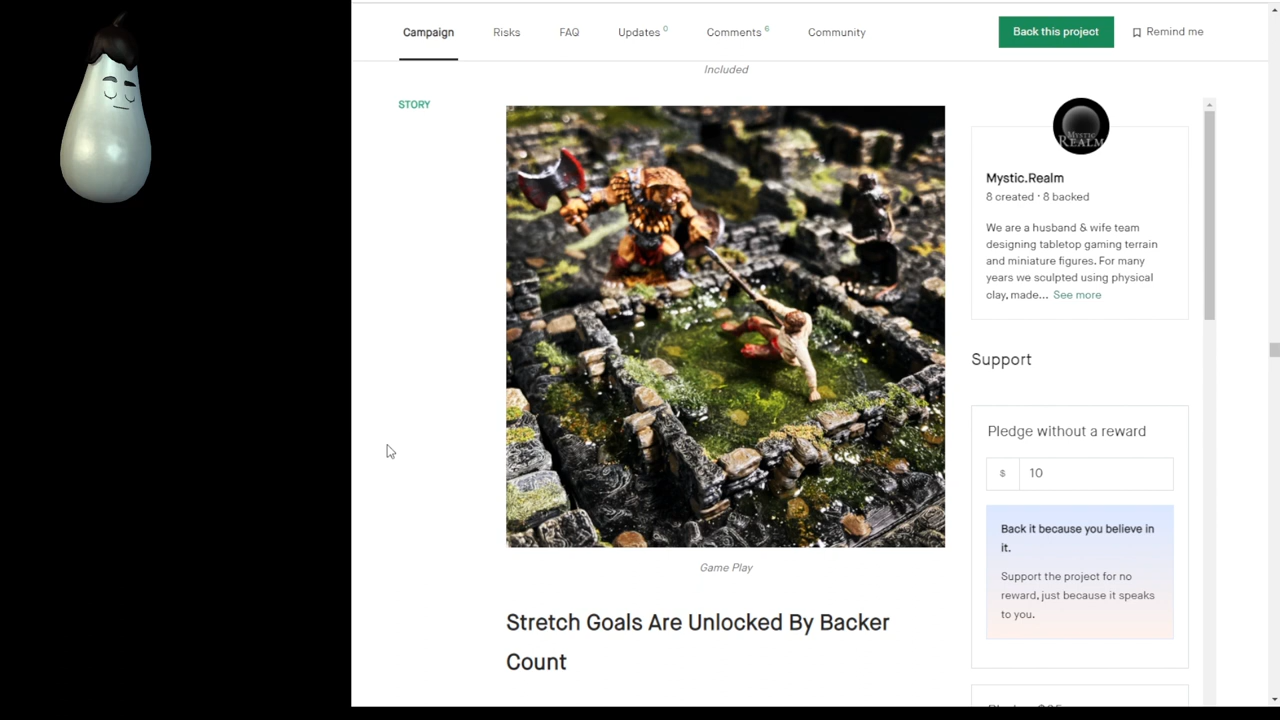 Campaign
Risks
FAQ
Updates 0
Comments 6
Community
Back this project
Remind me
Included
STORY
MYSTIC
REALM
Mystic.Realm
8 created · 8 backed
We are a husband & wife team
designing tabletop gaming terrain
and miniature figures. For many
years we sculpted using physical
clay, made... See more
Support
Pledge without a reward
$ 10
Back it because you believe in
it.
Support the project for no
reward, just because it speaks
to you.
Game Play
Stretch Goals Are Unlocked By Backer
Count